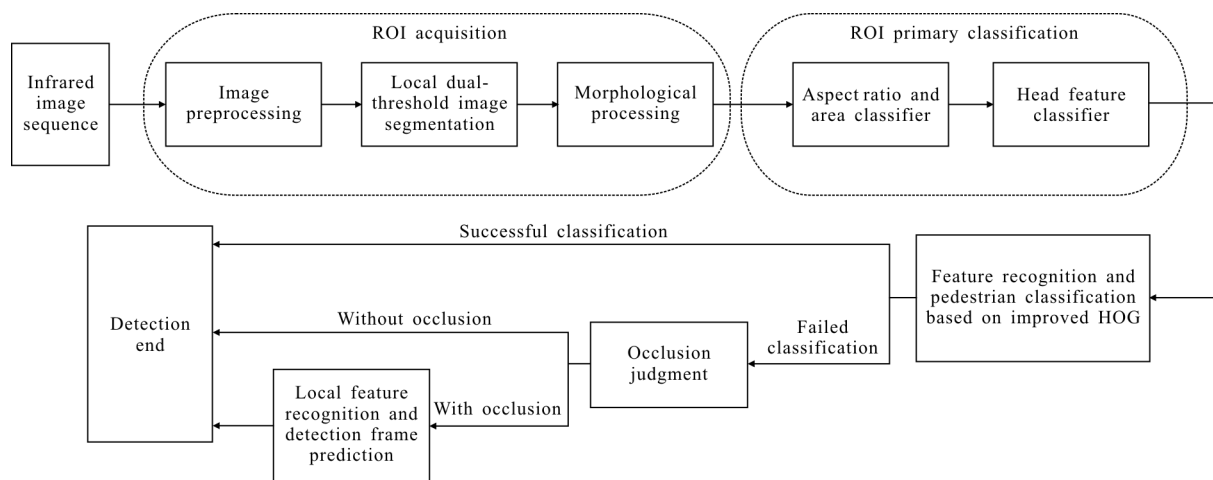 ROI acquisition
ROI primary classification
Infrared
image
sequence
Image
preprocessing
Local dual-
threshold image
segmentation
Morphological
processing
Aspect ratio and
area classifier
Head feature
classifier
Successful classification
Feature recognition and
pedestrian classification
based on improved HOG
Detection
end
Without occlusion
Failed
classification
Occlusion
judgment
Local feature
recognition and
detection frame
prediction
With occlusion